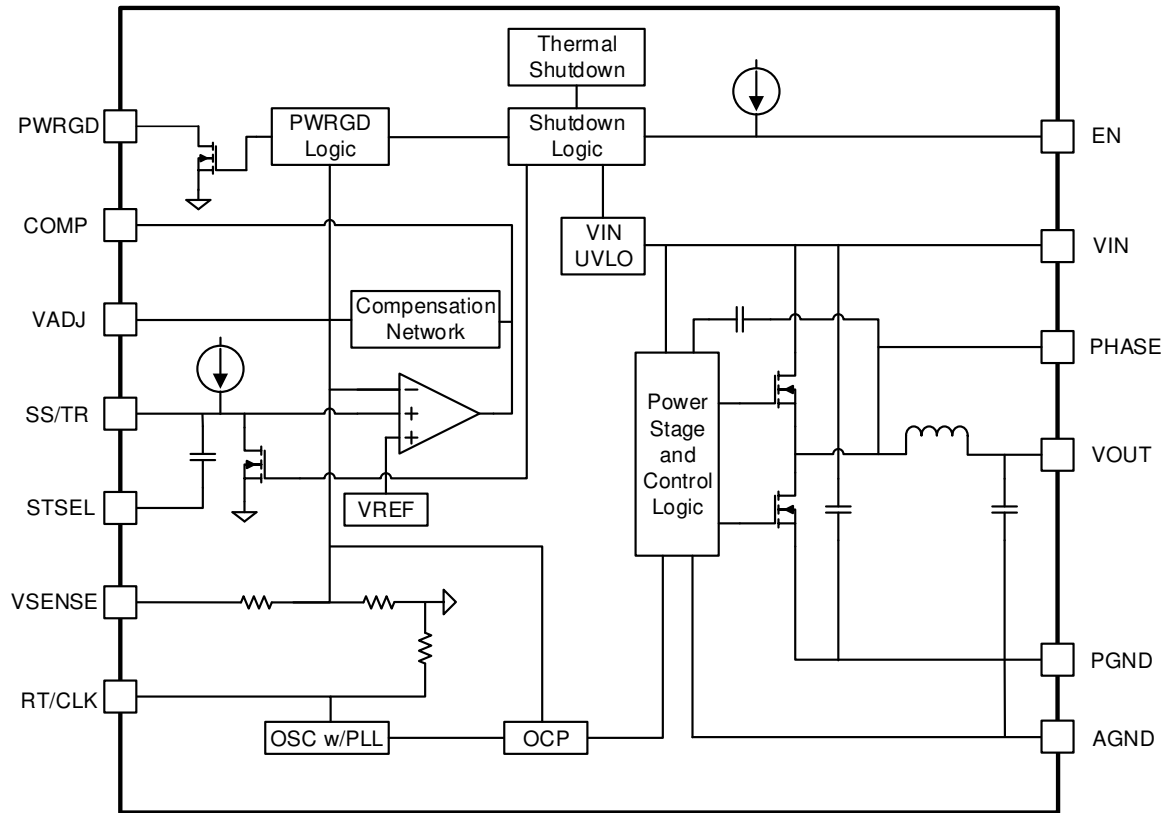 Thermal
Shutdown
PWRGD
PWRGD
Logic
Shutdown
Logic
EN
COMP
VIN
UVLO
VIN
VADJ
Compensation
Network
PHASE
SS/TR
−
+
+
Power
Stage
and
Control
Logic
VOUT
STSEL
VREF
VSENSE
PGND
RT/CLK
OSC w/PLL
OCP
AGND